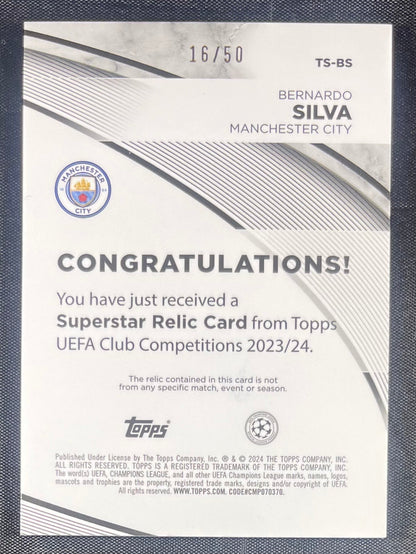 16/50
TS-BS
BERNARDO
SILVA
MANCHESTER CITY
MANCHESTER
CITY
CONGRATULATIONS!
You have just received a
Superstar Relic Card from Topps
UEFA Club Competitions 2023/24.
The relic contained in this card is not
from any specific match, event or season.
Topps
Published Under License by The Topps Company, Inc. ® & © 2024 THE TOPPS COMPANY, INC.
ALL RIGHTS RESERVED. TOPPS IS A REGISTERED TRADEMARK OF THE TOPPS COMPANY, INC.
The word(s) UEFA, CHAMPIONS LEAGUE, and all other UEFA Champions League marks, names, logos,
mascots and trophies are the property, registered trade marks, designs and/or copyright of UEFA.
All rights reserved. WWW.TOPPS.COM. CODE#CMP070370.